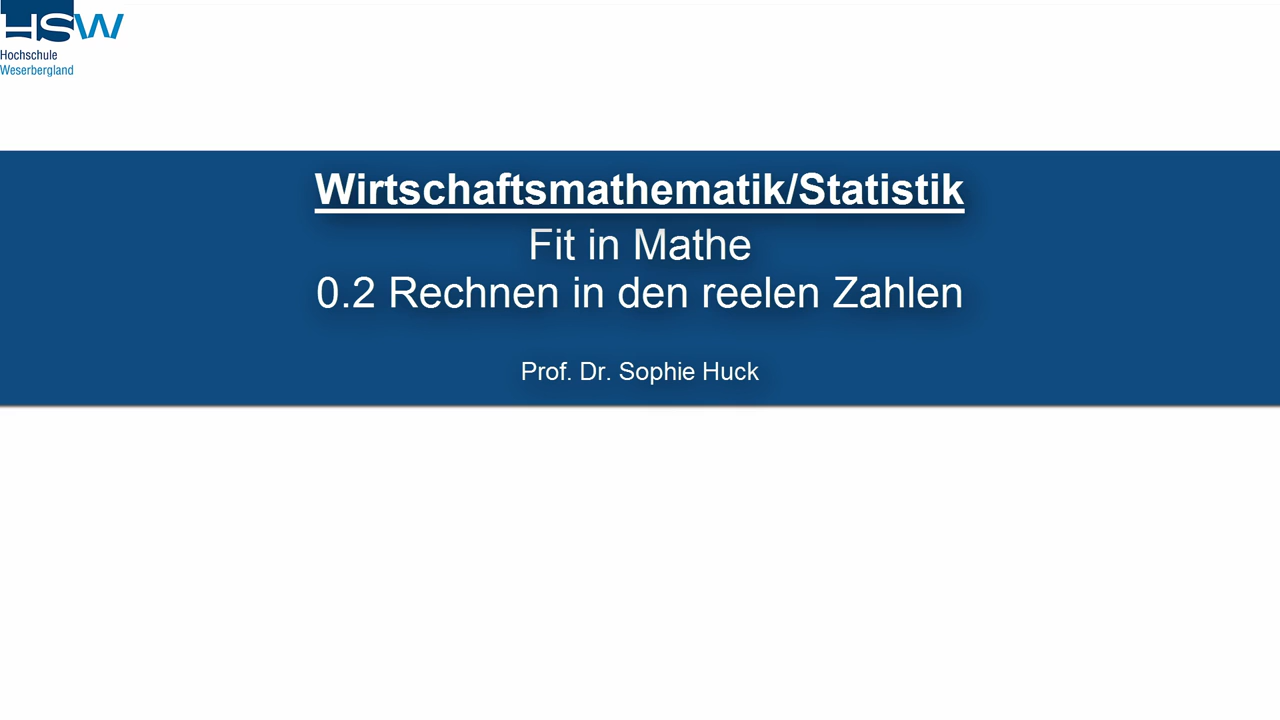 HSW
Hochschule
Weserbergland
Wirtschaftsmathematik/Statistik
Fit in Mathe
0.2 Rechnen in den reelen Zahlen
Prof. Dr. Sophie Huck